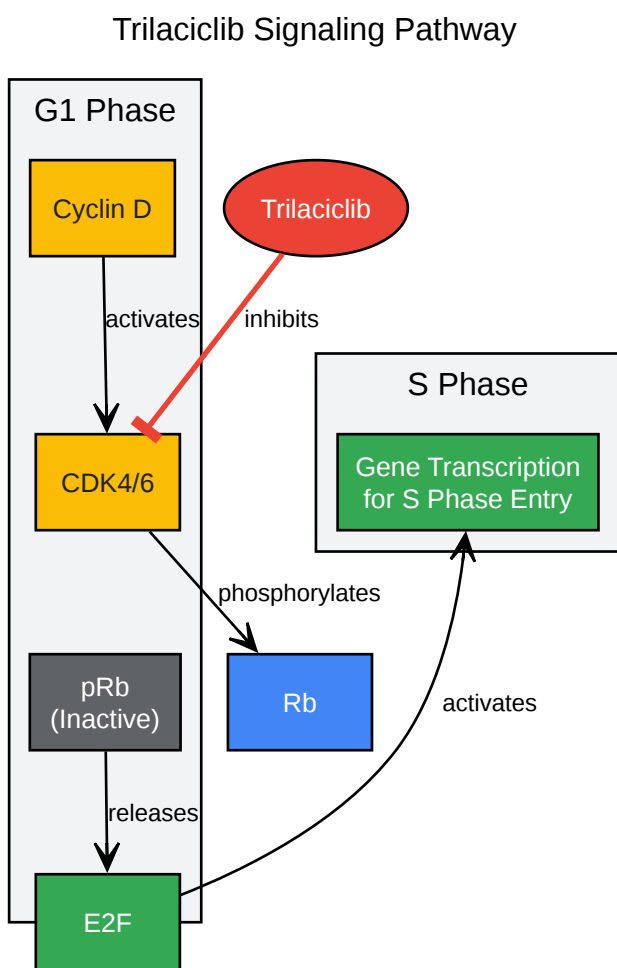 Trilaciclib Signaling Pathway
G1 Phase
Cyclin D
Trilaciclib
activates
inhibits
S Phase
CDK4/6
Gene Transcription
for S Phase Entry
phosphorylates
pRb
(Inactive)
Rb
activates
releases
E2F